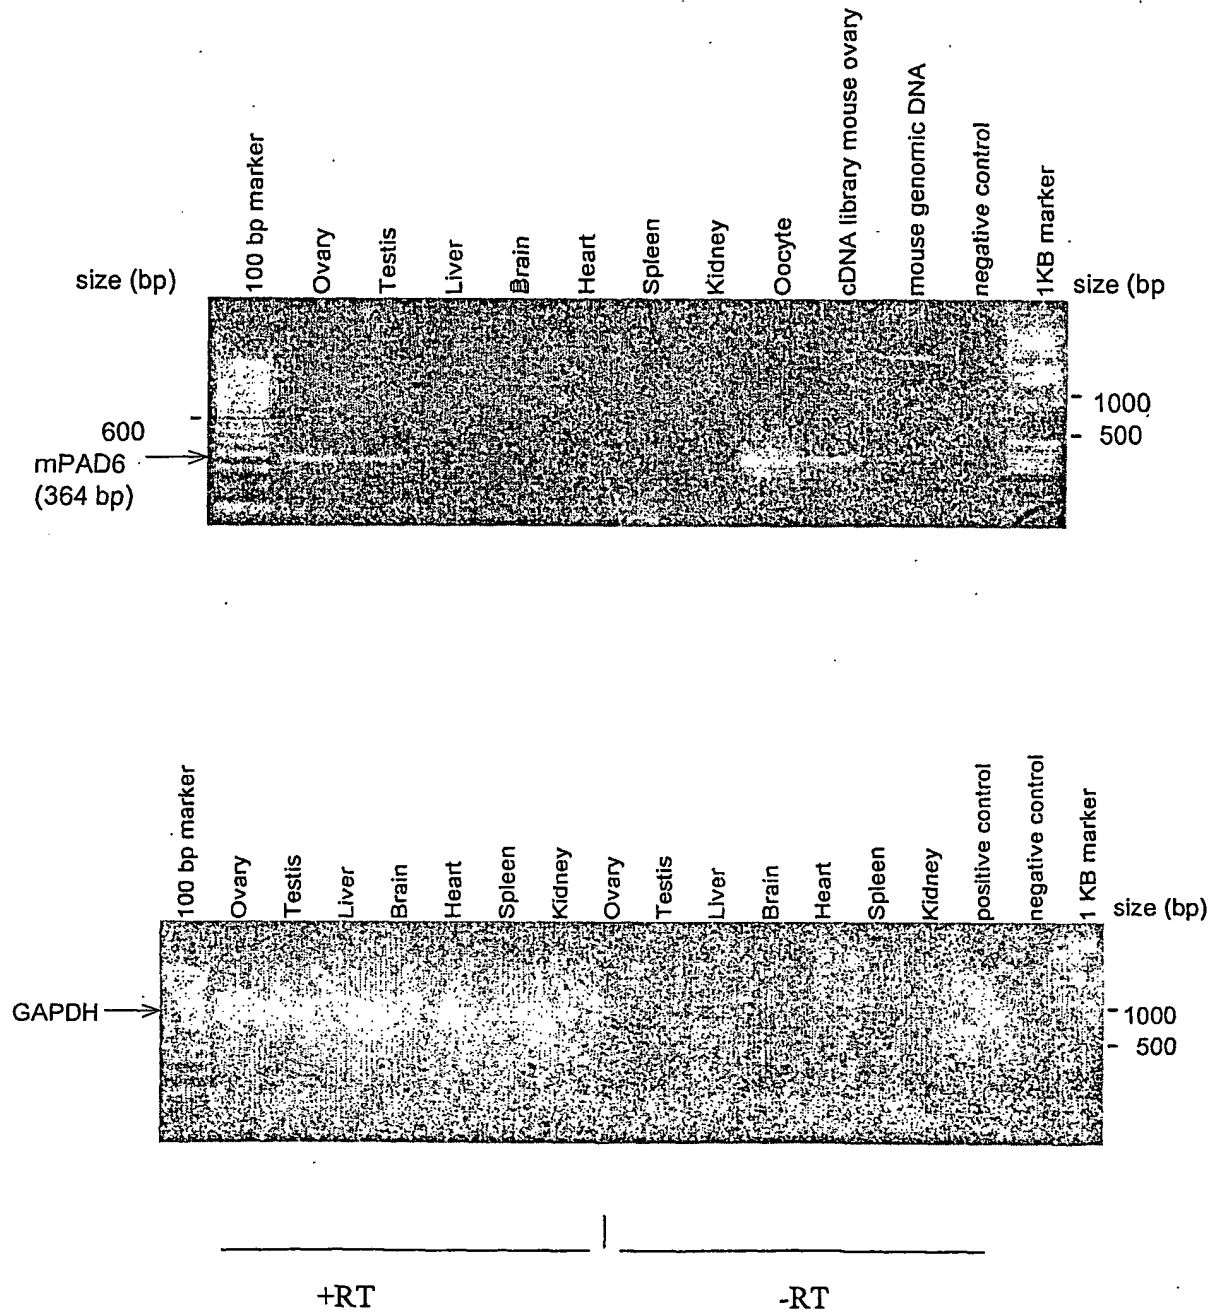 size (bp)
100 bp marker
Ovary
Testis
Liver
Brain
Heart
Spleen
Kidney
Oocyte
cDNA library mouse ovary
mouse genomic DNA
negative control
1KB marker
size (bp
600
mPAD6
(364 bp)
1000
500
100 bp marker
Ovary
Testis
Liver
Brain
Heart
Spleen
Kidney
Ovary
Testis
Liver
Brain
Heart
Spleen
Kidney
positive control
negative control
1 KB marker
size (bp)
GAPDH
1000
500
+RT
-RT